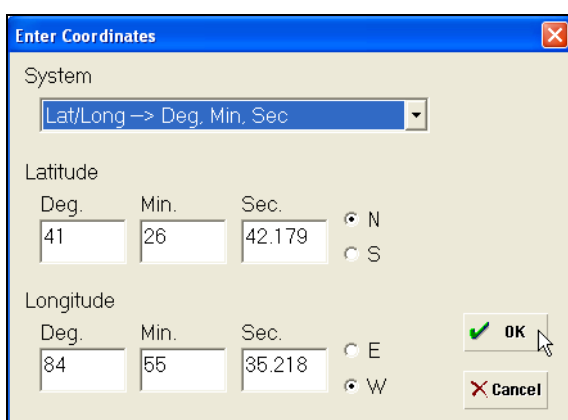 Enter Coordinates
System
Lat/Long —> Deg, Min, Sec
Latitude
Deg. Min. Sec.
41 26 42.179
N
S
Longitude
Deg. Min. Sec.
84 55 35.218
E
W
OK
Cancel